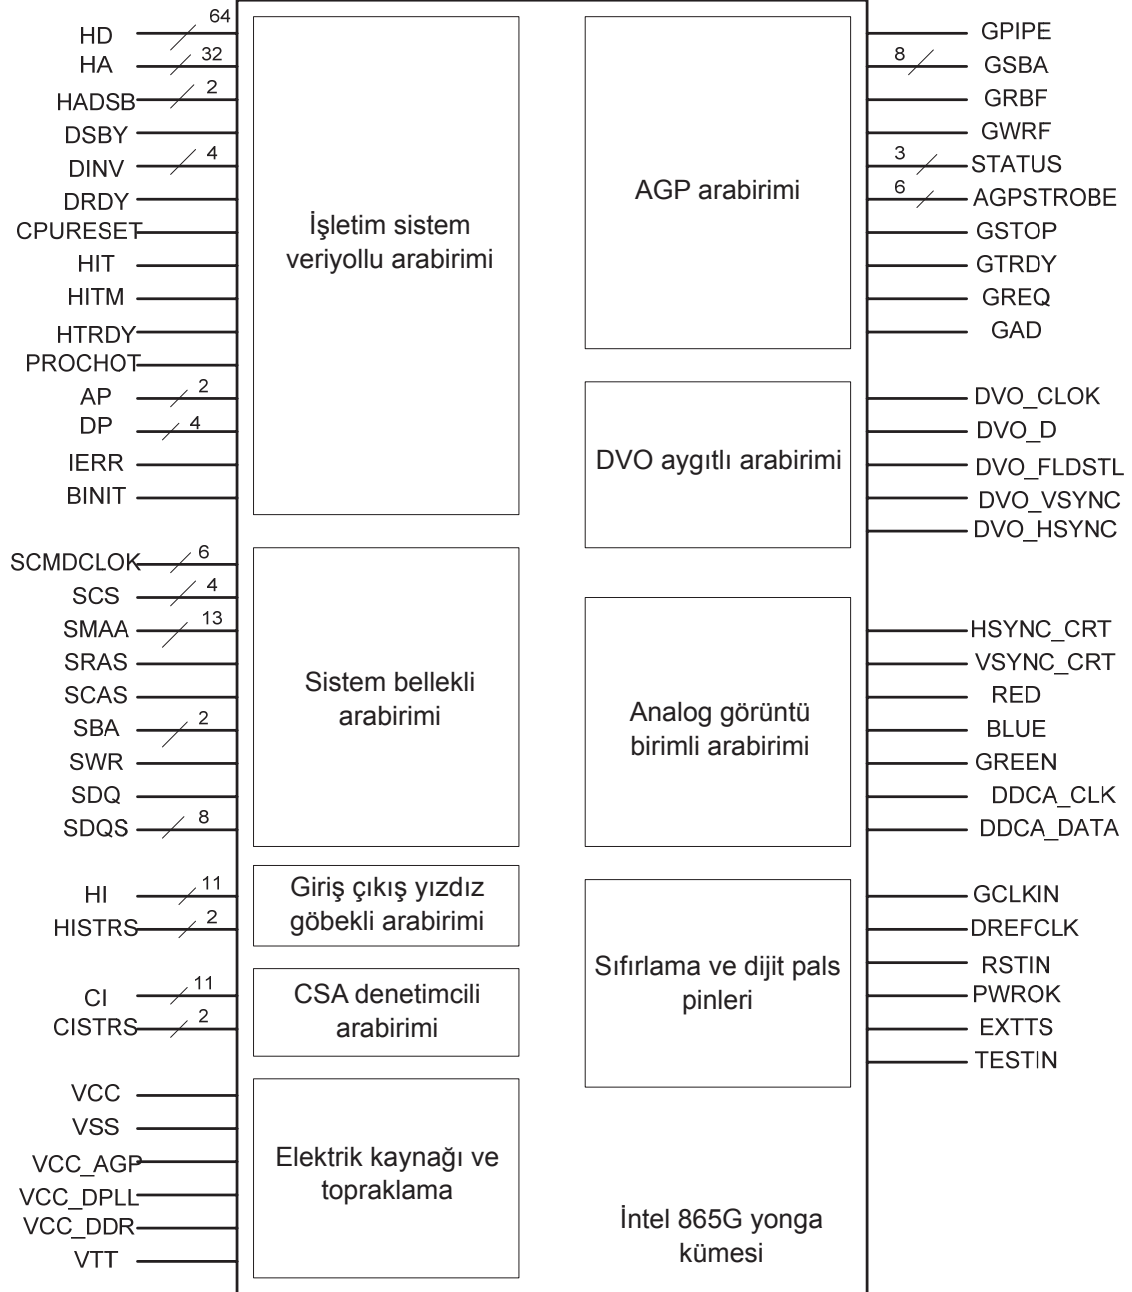 HD 64
HA 32
HADSB 2
DSBY
DINV 4
DRDY
CPURESET
HIT
HITM
HTRDY
PROCHOT
AP 2
DP 4
IERR
BINIT
İşletim sistem
veriyollu arabirimi
SCMDCLOK 6
SCS 4
SMAA 13
SRAS
SCAS
SBA 2
SWR
SDQ
SDQS 8
Sistem bellekli
arabirimi
HI 11
HISTRS 2
Giriş çıkış yızdız
göbekli arabirimi
CI 11
CISTRS 2
CSA denetimcili
arabirimi
VCC
VSS
VCC_AGP
VCC_DPLL
VCC_DDR
VTT
Elektrik kaynağı ve
topraklama
AGP arabirimi
GPIPE
8 GSBA
GRBF
GWRF
3 STATUS
6 AGPSTROBE
GSTOP
GTRDY
GREQ
GAD
DVO aygıtlı arabirimi
DVO_CLOK
DVO_D
DVO_FLDSTL
DVO_VSYNC
DVO_HSYNC
Analog görüntü
birimli arabirimi
HSYNC_CRT
VSYNC_CRT
RED
BLUE
GREEN
DDCA_CLK
DDCA_DATA
Sıfırlama ve dijit pals
pinleri
GCLKIN
DREFCLK
RSTIN
PWROK
EXTTS
TESTIN
İntel 865G yonga
kümesi